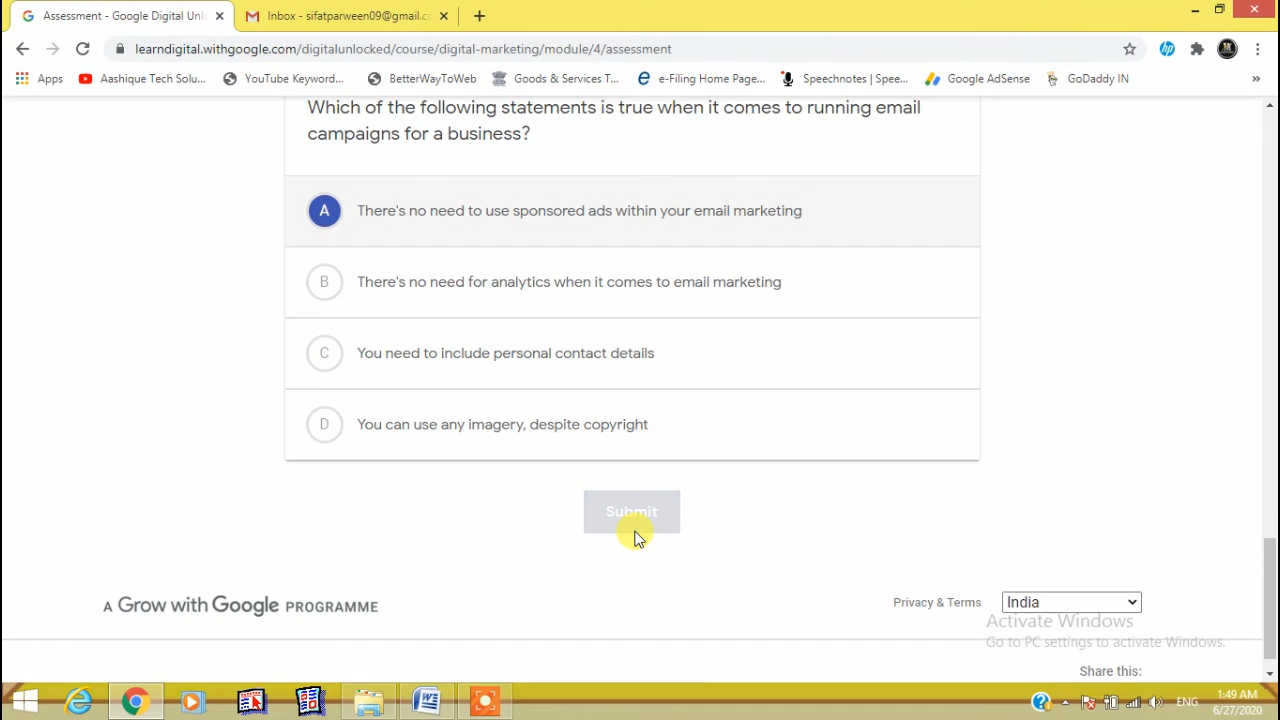 Assessment - Google Digital Unl
Inbox - sifatparween09@gmail.c
learndigital.withgoogle.com/digitalunlocked/course/digital-marketing/module/4/assessment
Apps
Aashique Tech Solu...
YouTube Keyword...
BetterWayToWeb
Goods & Services T...
e-Filing Home Page...
Speechnotes | Spee...
Google AdSense
GoDaddy IN
»
Which of the following statements is true when it comes to running email
campaigns for a business?
A There's no need to use sponsored ads within your email marketing
B There's no need for analytics when it comes to email marketing
C You need to include personal contact details
D You can use any imagery, despite copyright
Submit
A Grow with Google PROGRAMME
Privacy & Terms
India
Activate Windows
Go to PC settings to activate Windows.
Share this:
ENG
1:49 AM
6/27/2020